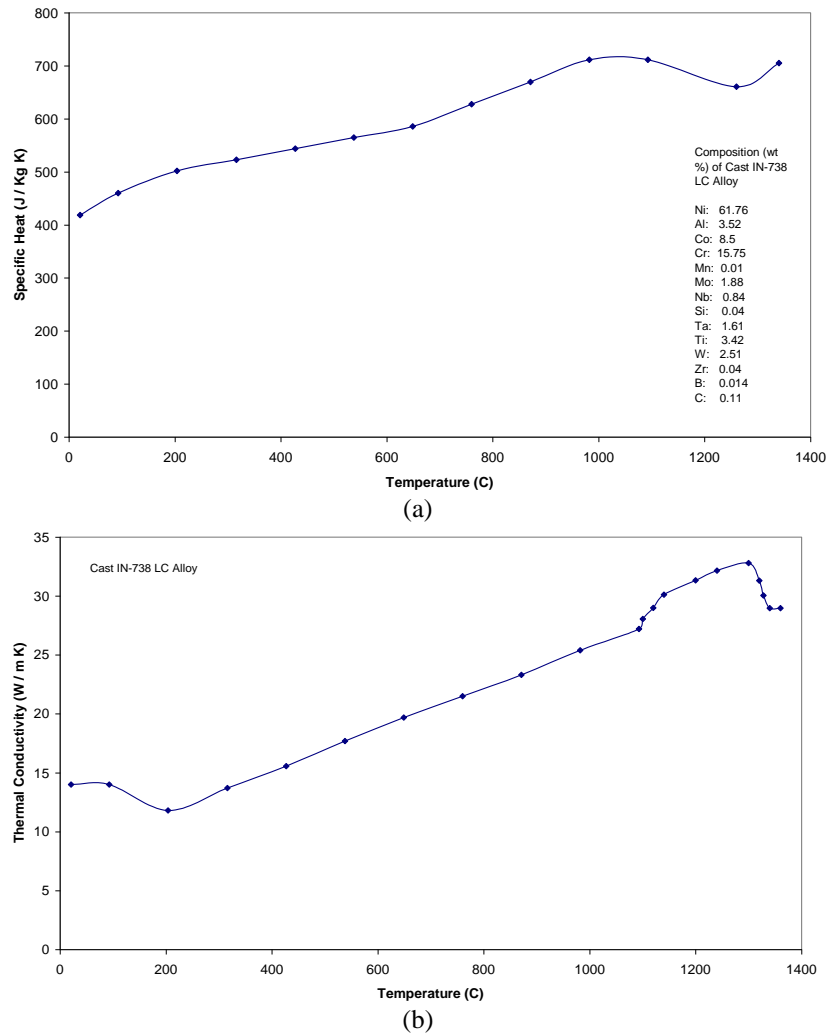 800
700
600
500
400
300
200
100
0
Specific Heat (J / Kg K)
Composition (wt
%) of Cast IN-738
LC Alloy
Ni: 61.76
Al: 3.52
Co: 8.5
Cr: 15.75
Mn: 0.01
Mo: 1.88
Nb: 0.84
Si: 0.04
Ta: 1.61
Ti: 3.42
W: 2.51
Zr: 0.04
B: 0.014
C: 0.11
0 200 400 600 800 1000 1200 1400
Temperature (C)
(a)
35
30
25
20
15
10
5
0
Thermal Conductivity (W / m K)
Cast IN-738 LC Alloy
0 200 400 600 800 1000 1200 1400
Temperature (C)
(b)